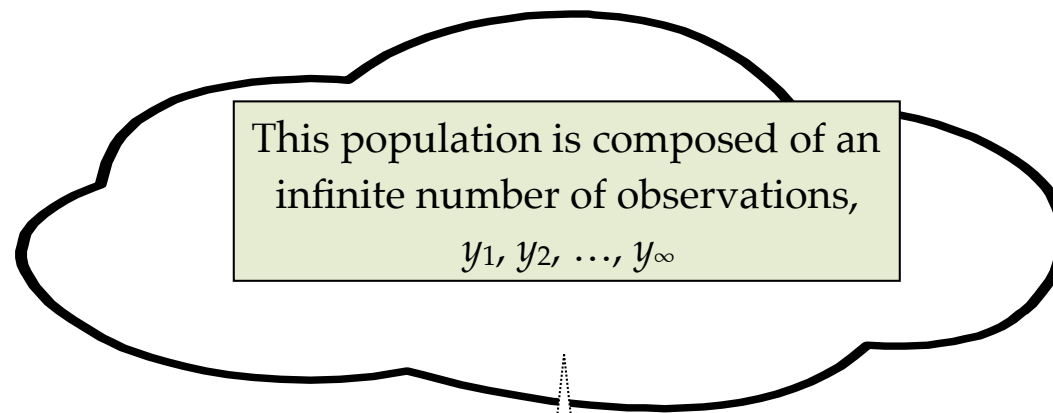 This population is composed of an
infinite number of observations,
y₁, y₂, …, y∞